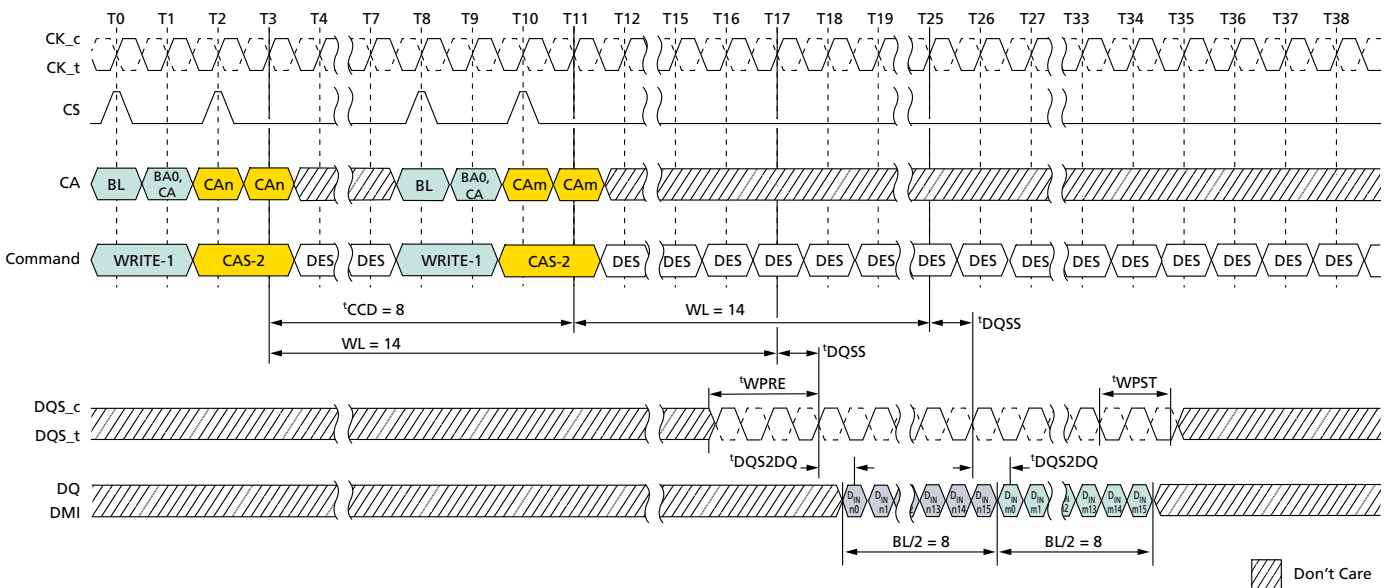 T0 T1 T2 T3 T4 T7 T8 T9 T10 T11 T12 T15 T16 T17 T18 T19 T25 T26 T27 T33 T34 T35 T36 T37 T38
CK_c
CK_t
CS
CA
BL BA0, CA CAn CAn BL BA0, CA CAm CAm
Command
WRITE-1 CAS-2 DES DES WRITE-1 CAS-2 DES DES DES DES DES DES DES DES DES DES DES DES DES DES DES
tCCD = 8 WL = 14
tDQSS
WL = 14
tDQSS
tWPRE tWPST
DQS_c
DQS_t
tDQS2DQ tDQS2DQ
DQ
DMI
DIN n0 DIN n1 DIN n13 DIN n14 DIN n15 DIN m0 DIN m1 DIN m13 DIN m14 DIN m15
BL/2 = 8 BL/2 = 8
Don't Care